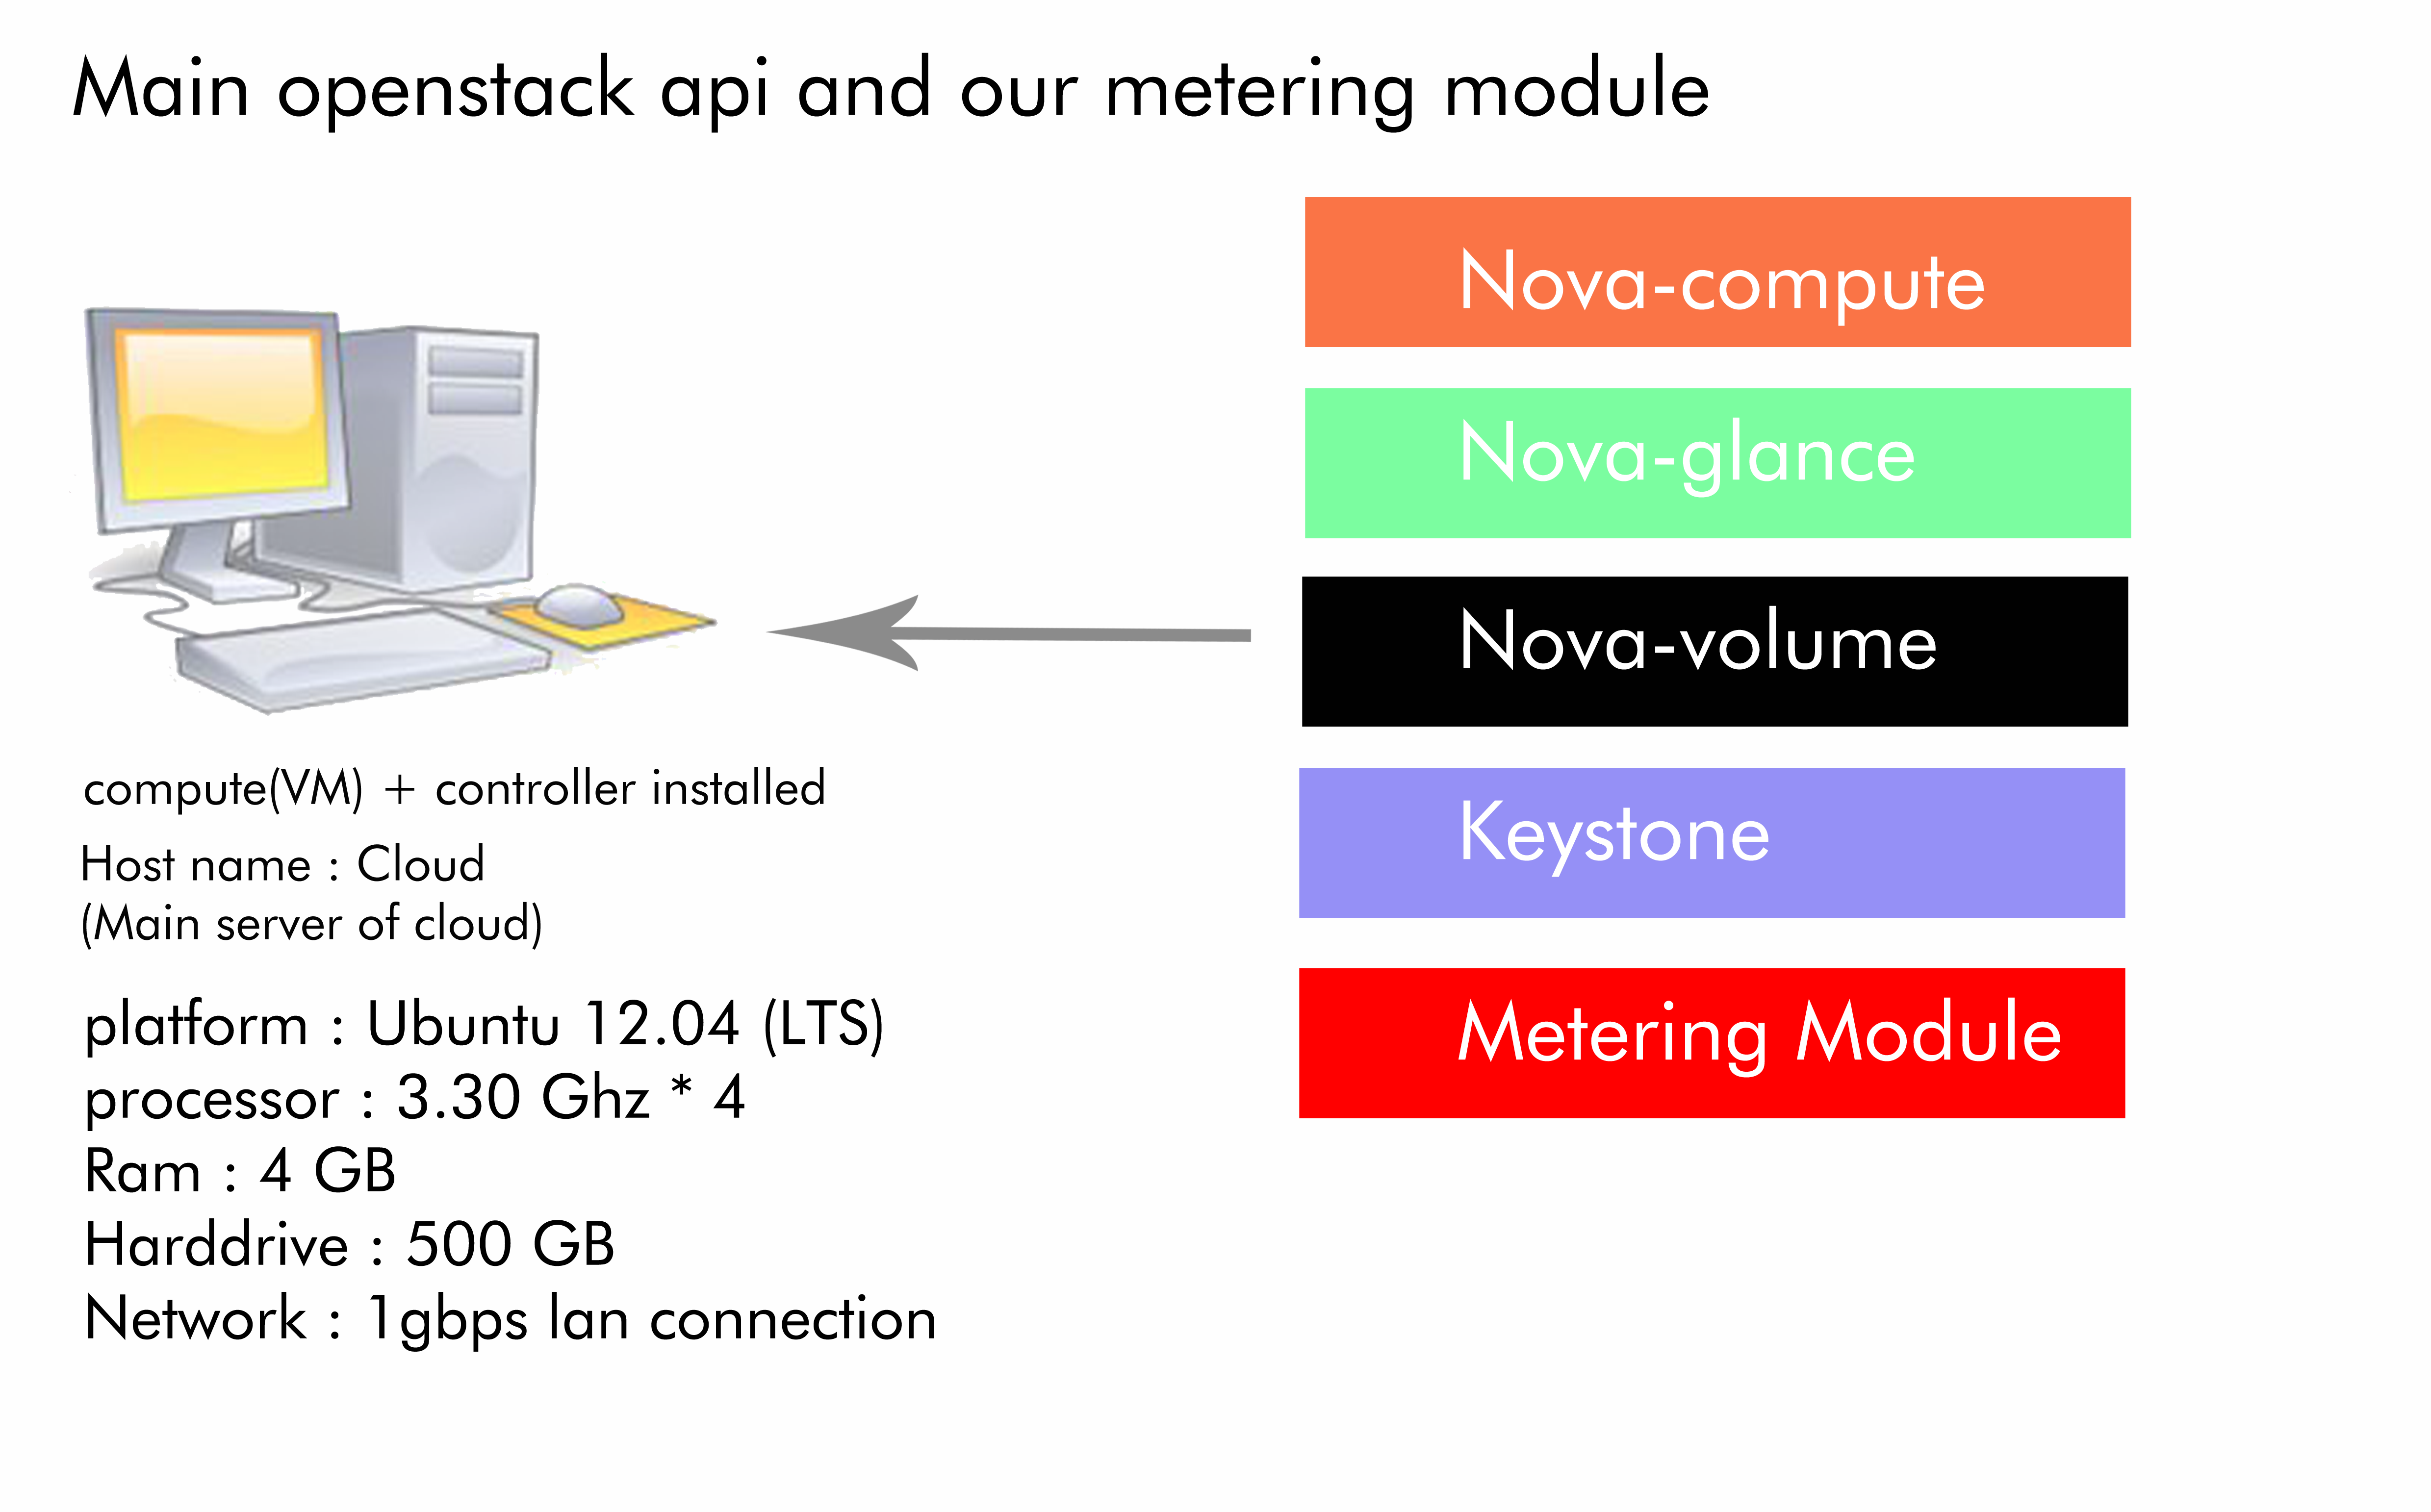 Main openstack api and our metering module
Nova-compute
Nova-glance
Nova-volume
Keystone
Metering Module
compute(VM) + controller installed
Host name : Cloud
(Main server of cloud)
platform : Ubuntu 12.04 (LTS)
processor : 3.30 Ghz * 4
Ram : 4 GB
Harddrive : 500 GB
Network : 1gbps lan connection